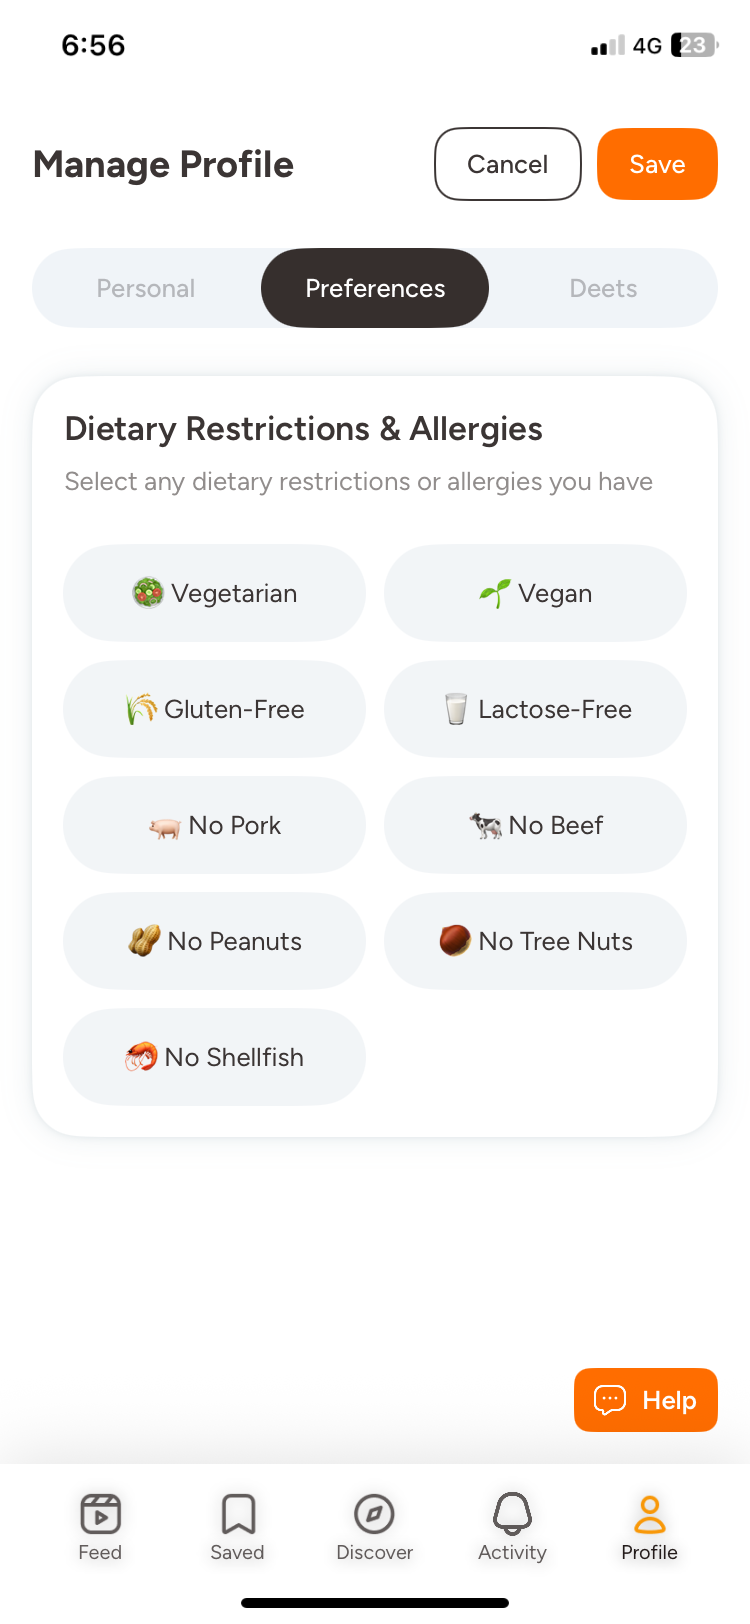 6:56 4G 23
Manage Profile Cancel Save
Personal Preferences Deets
Dietary Restrictions & Allergies
Select any dietary restrictions or allergies you have
Vegetarian Vegan
Gluten-Free Lactose-Free
No Pork No Beef
No Peanuts No Tree Nuts
No Shellfish
Help
Feed Saved Discover Activity Profile